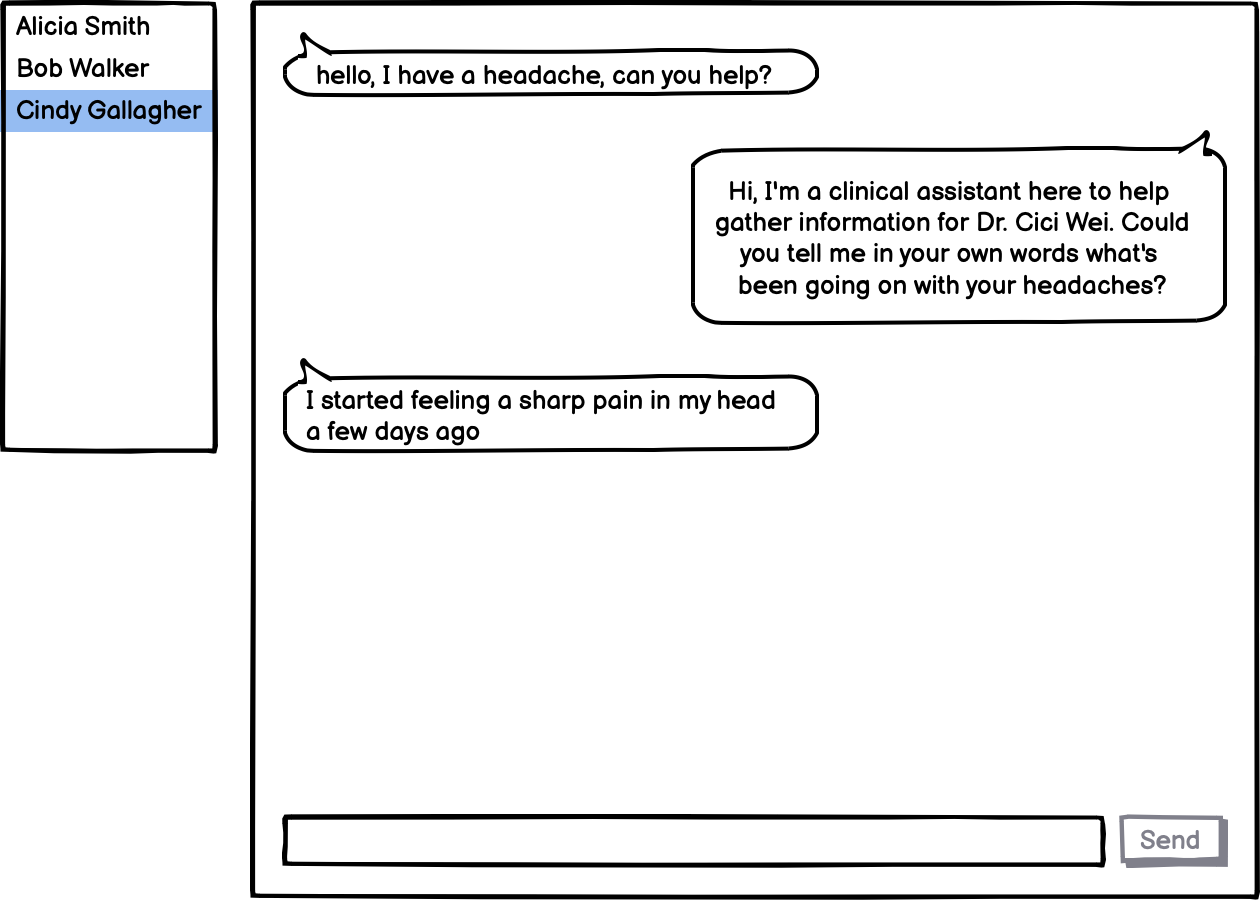 Alicia Smith
Bob Walker
Cindy Gallagher
hello, I have a headache, can you help?
Hi, I'm a clinical assistant here to help
gather information for Dr. Cici Wei. Could
you tell me in your own words what's
been going on with your headaches?
I started feeling a sharp pain in my head
a few days ago
Send